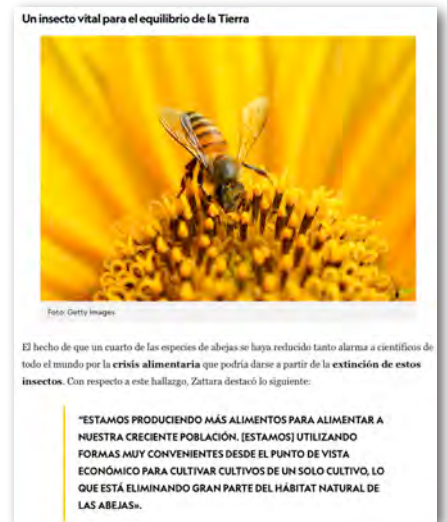 Un insecto vital para el equilibrio de la Tierra
Foto: Getty Images
El hecho de que un cuarto de las especies de abejas se haya reducido tanto alarma a científicos de
todo el mundo por la crisis alimentaria que podría darse a partir de la extinción de estos
insectos. Con respecto a este hallazgo, Zattara destacó lo siguiente:
"ESTAMOS PRODUCIENDO MÁS ALIMENTOS PARA ALIMENTAR A
NUESTRA CRECIENTE POBLACIÓN. [ESTAMOS] UTILIZANDO
FORMAS MUY CONVENIENTES DESDE EL PUNTO DE VISTA
ECONÓMICO PARA CULTIVAR CULTIVOS DE UN SOLO CULTIVO, LO
QUE ESTÁ ELIMINANDO GRAN PARTE DEL HÁBITAT NATURAL DE
LAS ABEJAS».